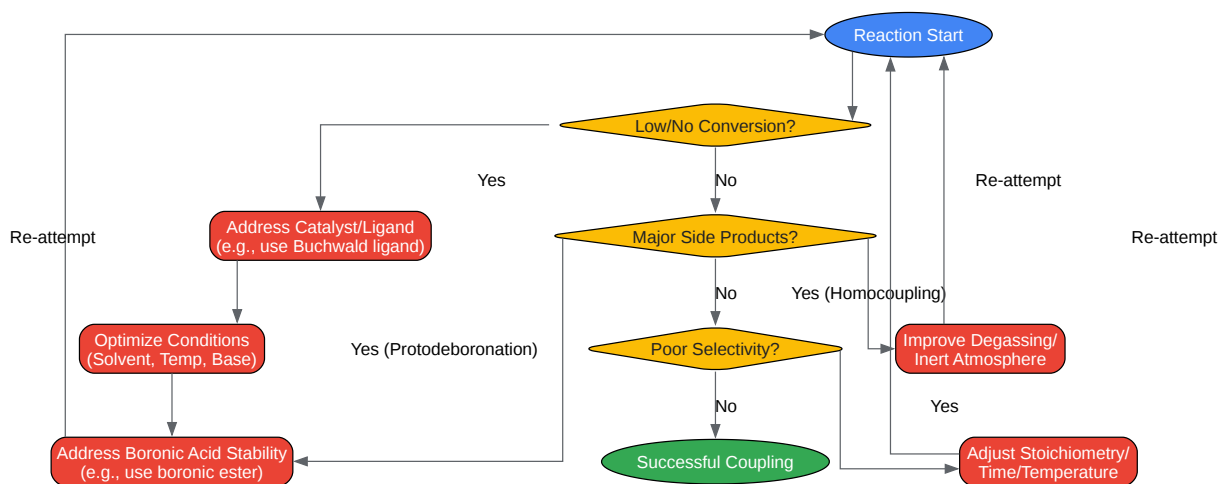 Reaction Start
Low/No Conversion?
Yes
No
Re-attempt
Address Catalyst/Ligand
(e.g., use Buchwald ligand)
Re-attempt
Major Side Products?
Re-attempt
No
Yes (Homocoupling)
Optimize Conditions
(Solvent, Temp, Base)
Yes (Protodeboronation)
Poor Selectivity?
Improve Degassing/
Inert Atmosphere
No
Yes
Address Boronic Acid Stability
(e.g., use boronic ester)
Successful Coupling
Adjust Stoichiometry/
Time/Temperature